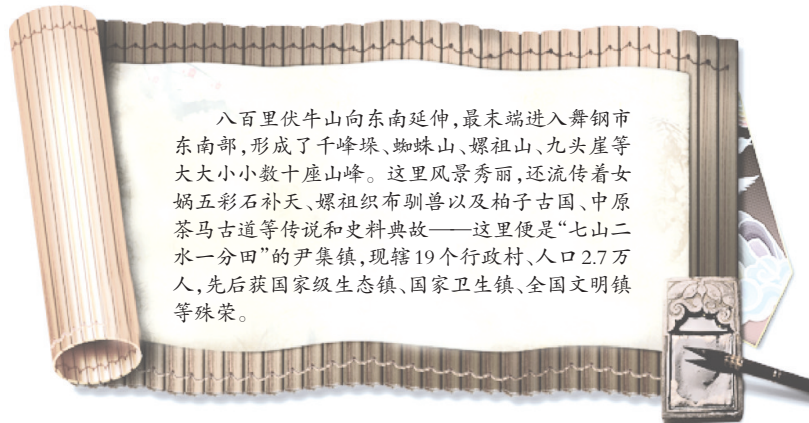 八百里伏牛山向东南延伸,最末端进入舞钢市
东南部,形成了千峰垛、蜘蛛山、嫘祖山、九头崖等
大大小小数十座山峰。这里风景秀丽,还流传着女
娲五彩石补天、嫘祖织布驯兽以及柏子古国、中原
茶马古道等传说和史料典故——这里便是“七山二
水一分田”的尹集镇,现辖19个行政村、人口2.7万
人,先后获国家级生态镇、国家卫生镇、全国文明镇
等殊荣。